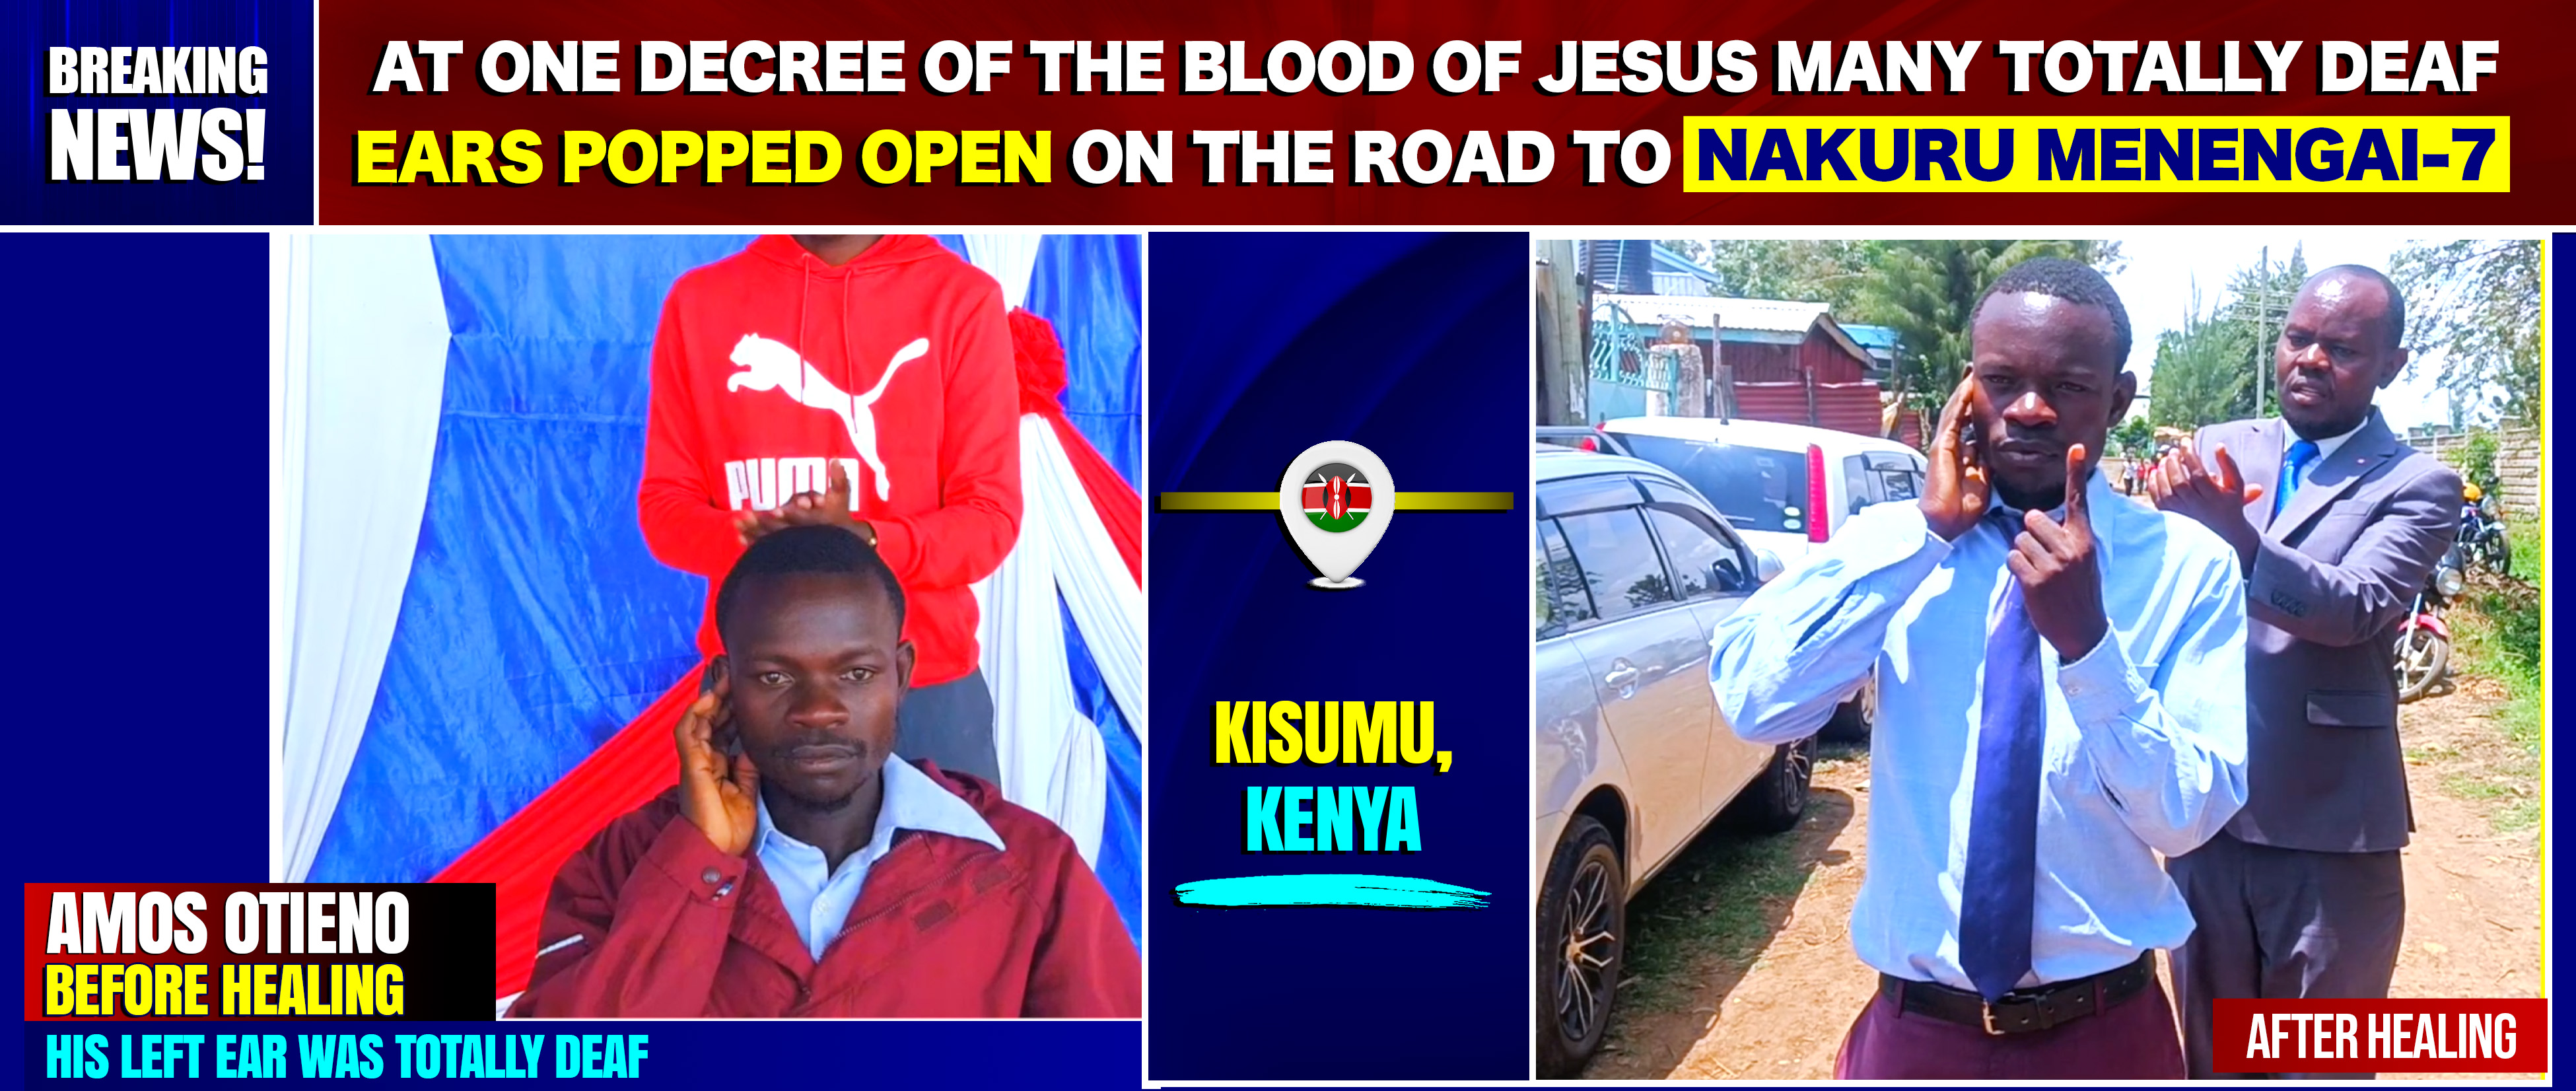 BREAKING
NEWS!
AT ONE DECREE OF THE BLOOD OF JESUS MANY TOTALLY DEAF
EARS POPPED OPEN ON THE ROAD TO NAKURU MENENGAI-7
PUMA
KISUMU,
KENYA
AMOS OTIENO
BEFORE HEALING
HIS LEFT EAR WAS TOTALLY DEAF
AFTER HEALING